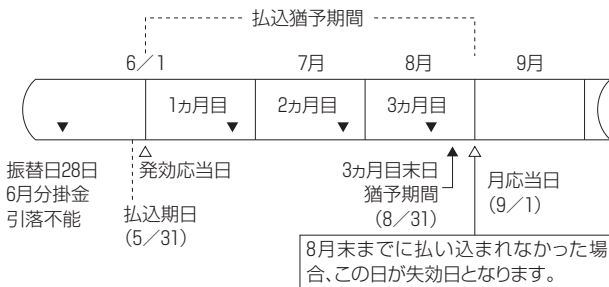 払込猶予期間
6／1
7月
8月
9月
1ヵ月目
2ヵ月目
3ヵ月目
振替日28日
6月分掛金
引落不能
発効応当日
払込期日
(5／31)
3ヵ月目末日
猶予期間
(8／31)
月応当日
(9／1)
8月末までに払い込まれなかった場
合、この日が失効日となります。